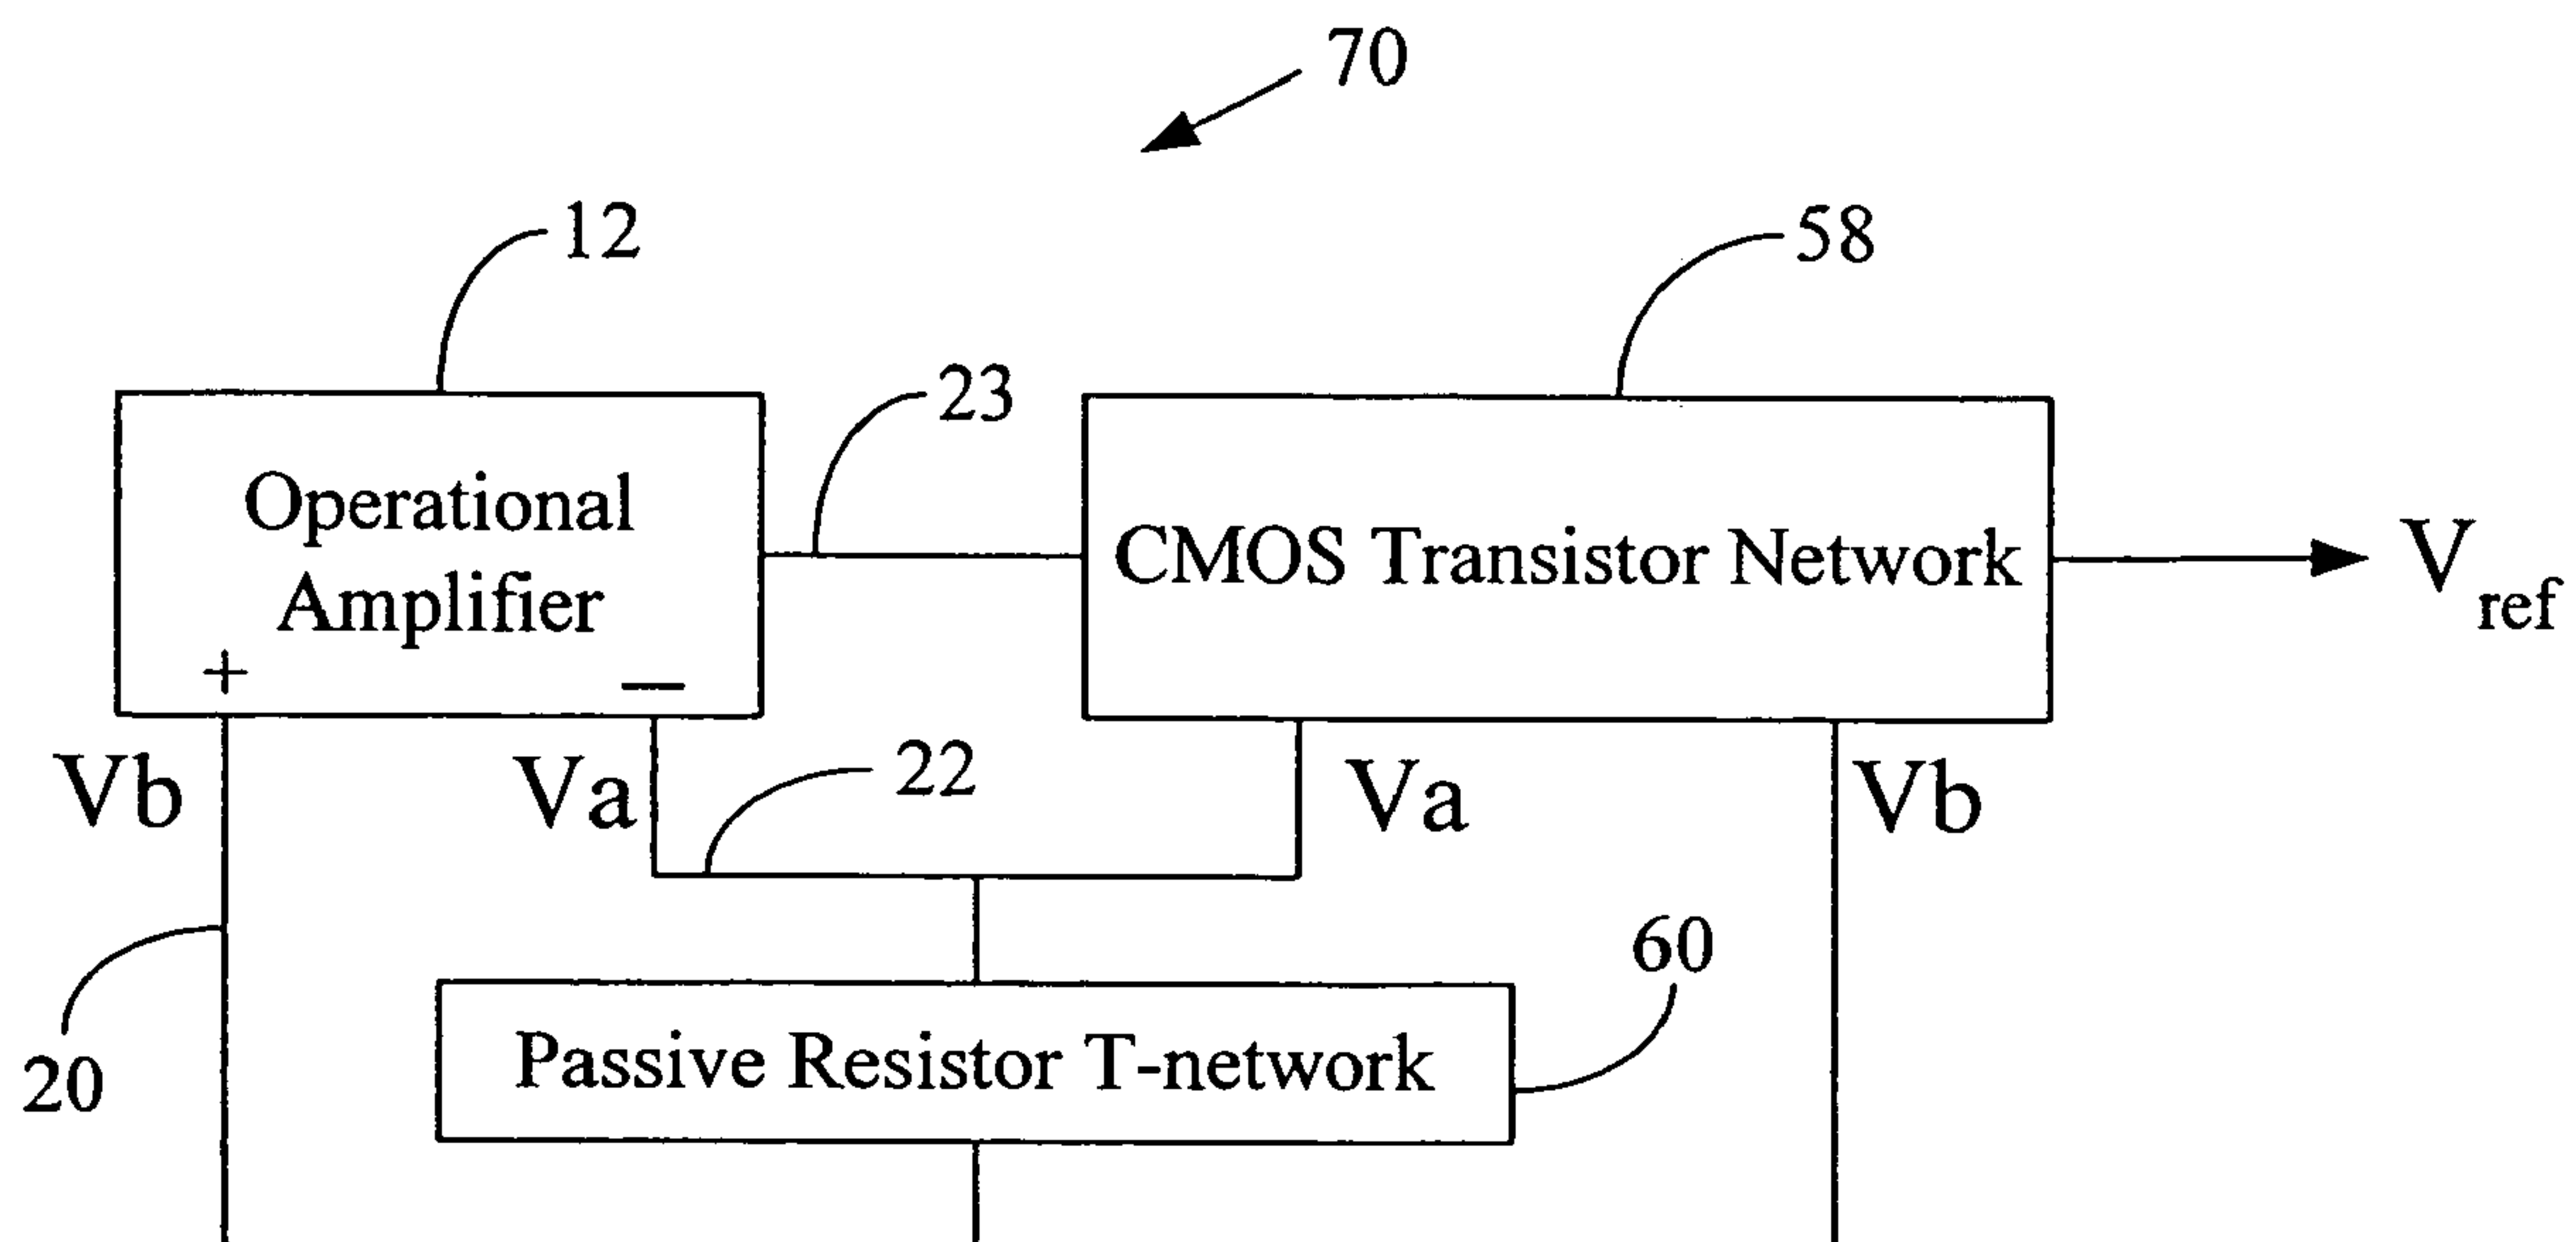 70
12
58
23
Operational
Amplifier
+
−
CMOS Transistor Network
Vref
Vb
Va
22
Va
Vb
60
Passive Resistor T-network
20